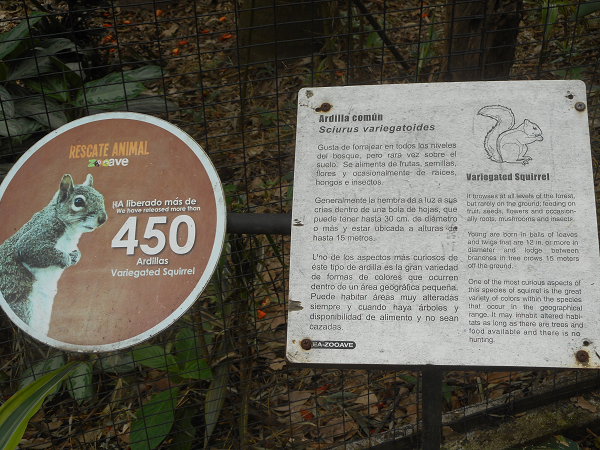 RESCATE ANIMAL
ZOOAVE
HA liberado más de
We have released more than
450
Ardillas
Variegated Squirrel
Ardilla común
Sciurus variegatoides
Gusta de forrajear en todos los niveles
del bosque, pero rara vez sobre el
suelo. Se alimenta de frutas, semillas,
flores y ocasionalmente de raices,
hongos e insectos.
Generalmente la hembra da a luz a sus
crías dentro de una bola de hojas, que
puede tener hasta 30 cm. de diámetro
o más y estar ubicada a alturas de
hasta 15 metros.
Uno de los aspectos más curiosos de
este tipo de ardilla es la gran variedad
de formas de color que ocurren
dentro de un área geográfica pequeña.
Puede habitar áreas muy alteradas
siempre y cuando haya árboles y
disponibilidad de alimento y no sean
cazadas.
EA-ZOOAVE
Variegated Squirrel
It browses at all levels of the forest,
but rarely on the ground; feeding on
fruit, seeds, flowers and occasion-
ally roots, mushrooms and insects.
Young are born in balls of leaves
and twigs that are 12 in. or more in
diameter and lodge between
branches in tree crows 15 meters
off the ground.
One of the most curious aspects of
this species of squirrel is the great
variety of colors within the species
that occur in the geographical
range. It may inhabit altered habi-
tats as long as there are trees and
food available and there is no
hunting.